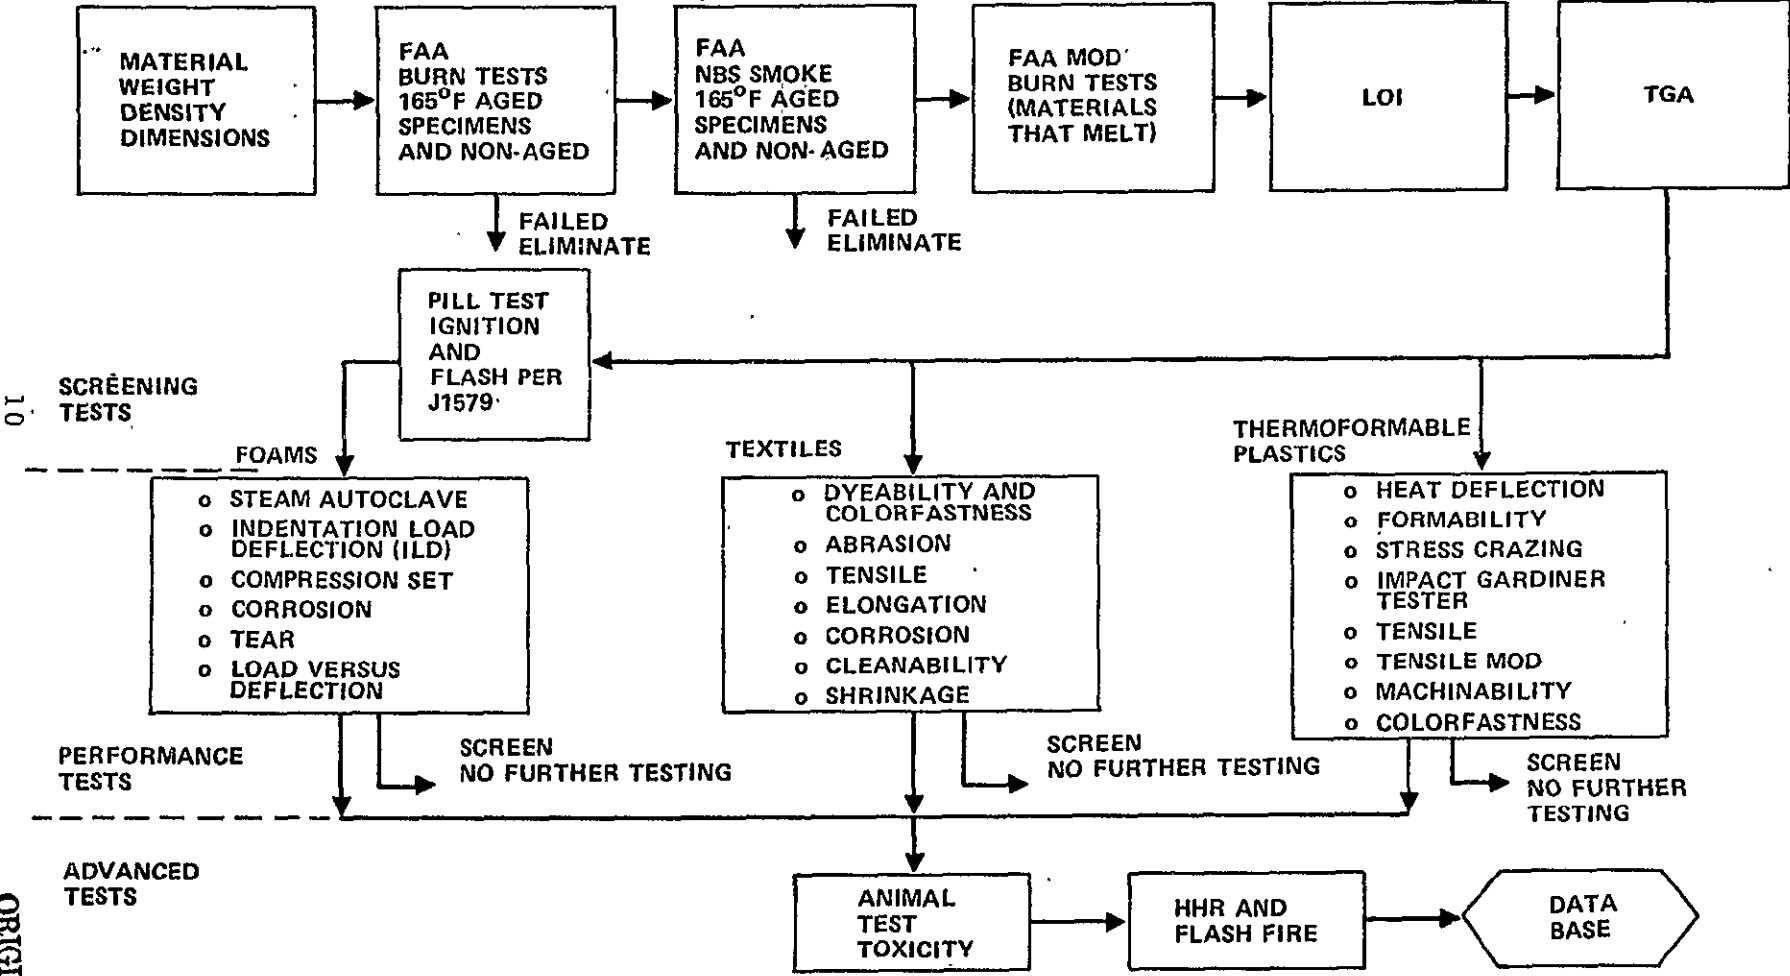 MATERIAL
WEIGHT
DENSITY
DIMENSIONS
FAA
BURN TESTS
165°F AGED
SPECIMENS
AND NON-AGED
FAA
NBS SMOKE
165°F AGED
SPECIMENS
AND NON-AGED
FAA MOD
BURN TESTS
(MATERIALS
THAT MELT)
LOI
TGA
FAILED
ELIMINATE
FAILED
ELIMINATE
PILL TEST
IGNITION
AND
FLASH PER
J1579
SCREENING
TESTS
10
FOAMS
TEXTILES
THERMOFORMABLE
PLASTICS
o STEAM AUTOCLAVE
o INDENTATION LOAD
DEFLECTION (ILD)
o COMPRESSION SET
o CORROSION
o TEAR
o LOAD VERSUS
DEFLECTION
o DYEABILITY AND
COLORFASTNESS
o ABRASION
o TENSILE
o ELONGATION
o CORROSION
o CLEANABILITY
o SHRINKAGE
o HEAT DEFLECTION
o FORMABILITY
o STRESS CRAZING
o IMPACT GARDINER
TESTER
o TENSILE
o TENSILE MOD
o MACHINABILITY
o COLORFASTNESS
PERFORMANCE
TESTS
SCREEN
NO FURTHER TESTING
SCREEN
NO FURTHER TESTING
SCREEN
NO FURTHER
TESTING
ADVANCED
TESTS
ANIMAL
TEST
TOXICITY
HHR AND
FLASH FIRE
DATA
BASE